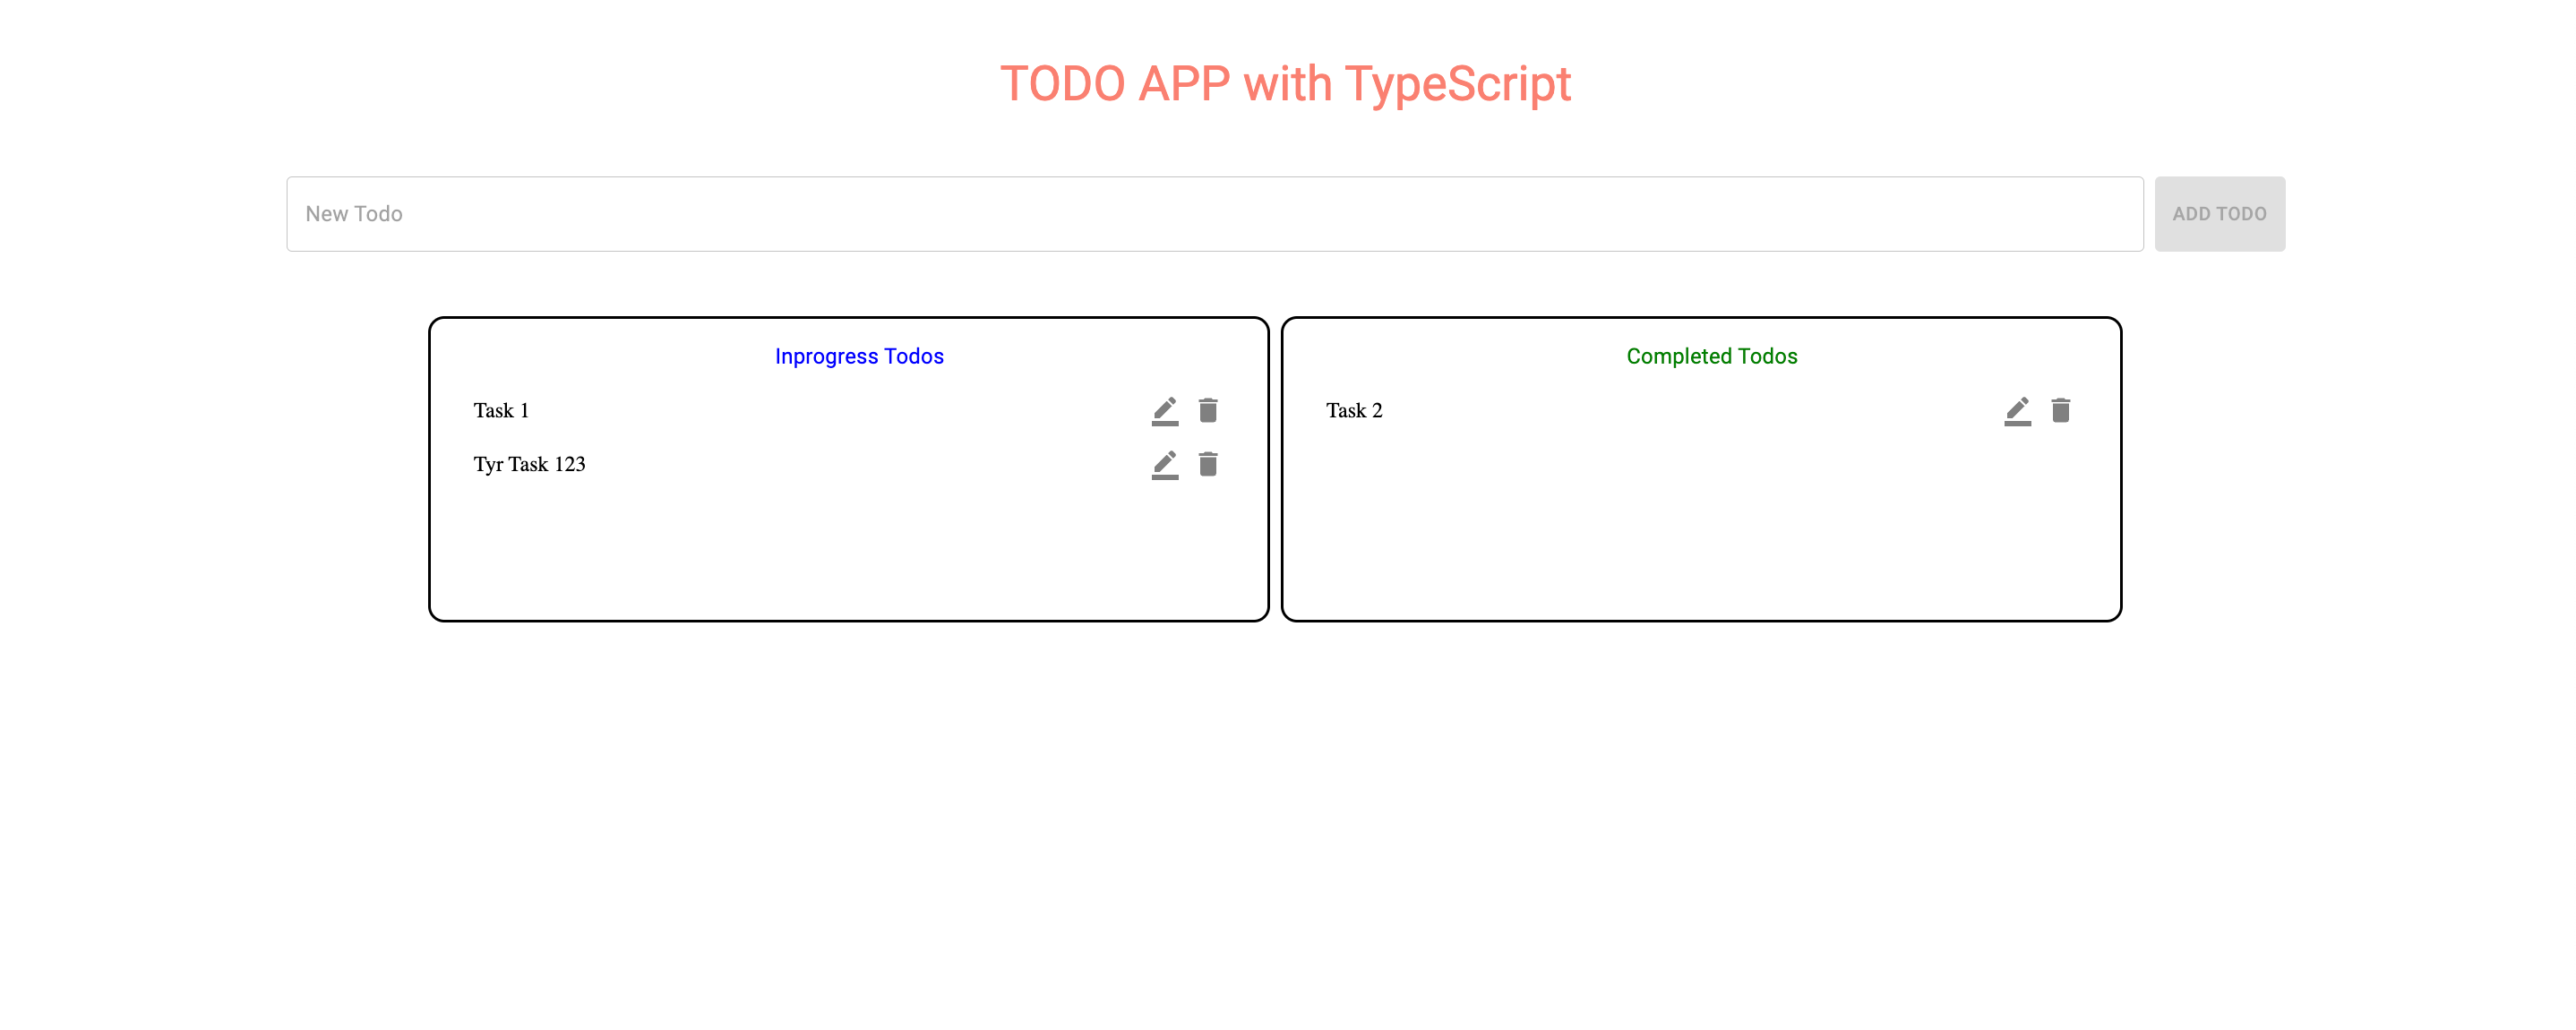 TODO APP with TypeScript
New Todo
ADD TODO
Inprogress Todos
Task 1
Tyr Task 123
Completed Todos
Task 2